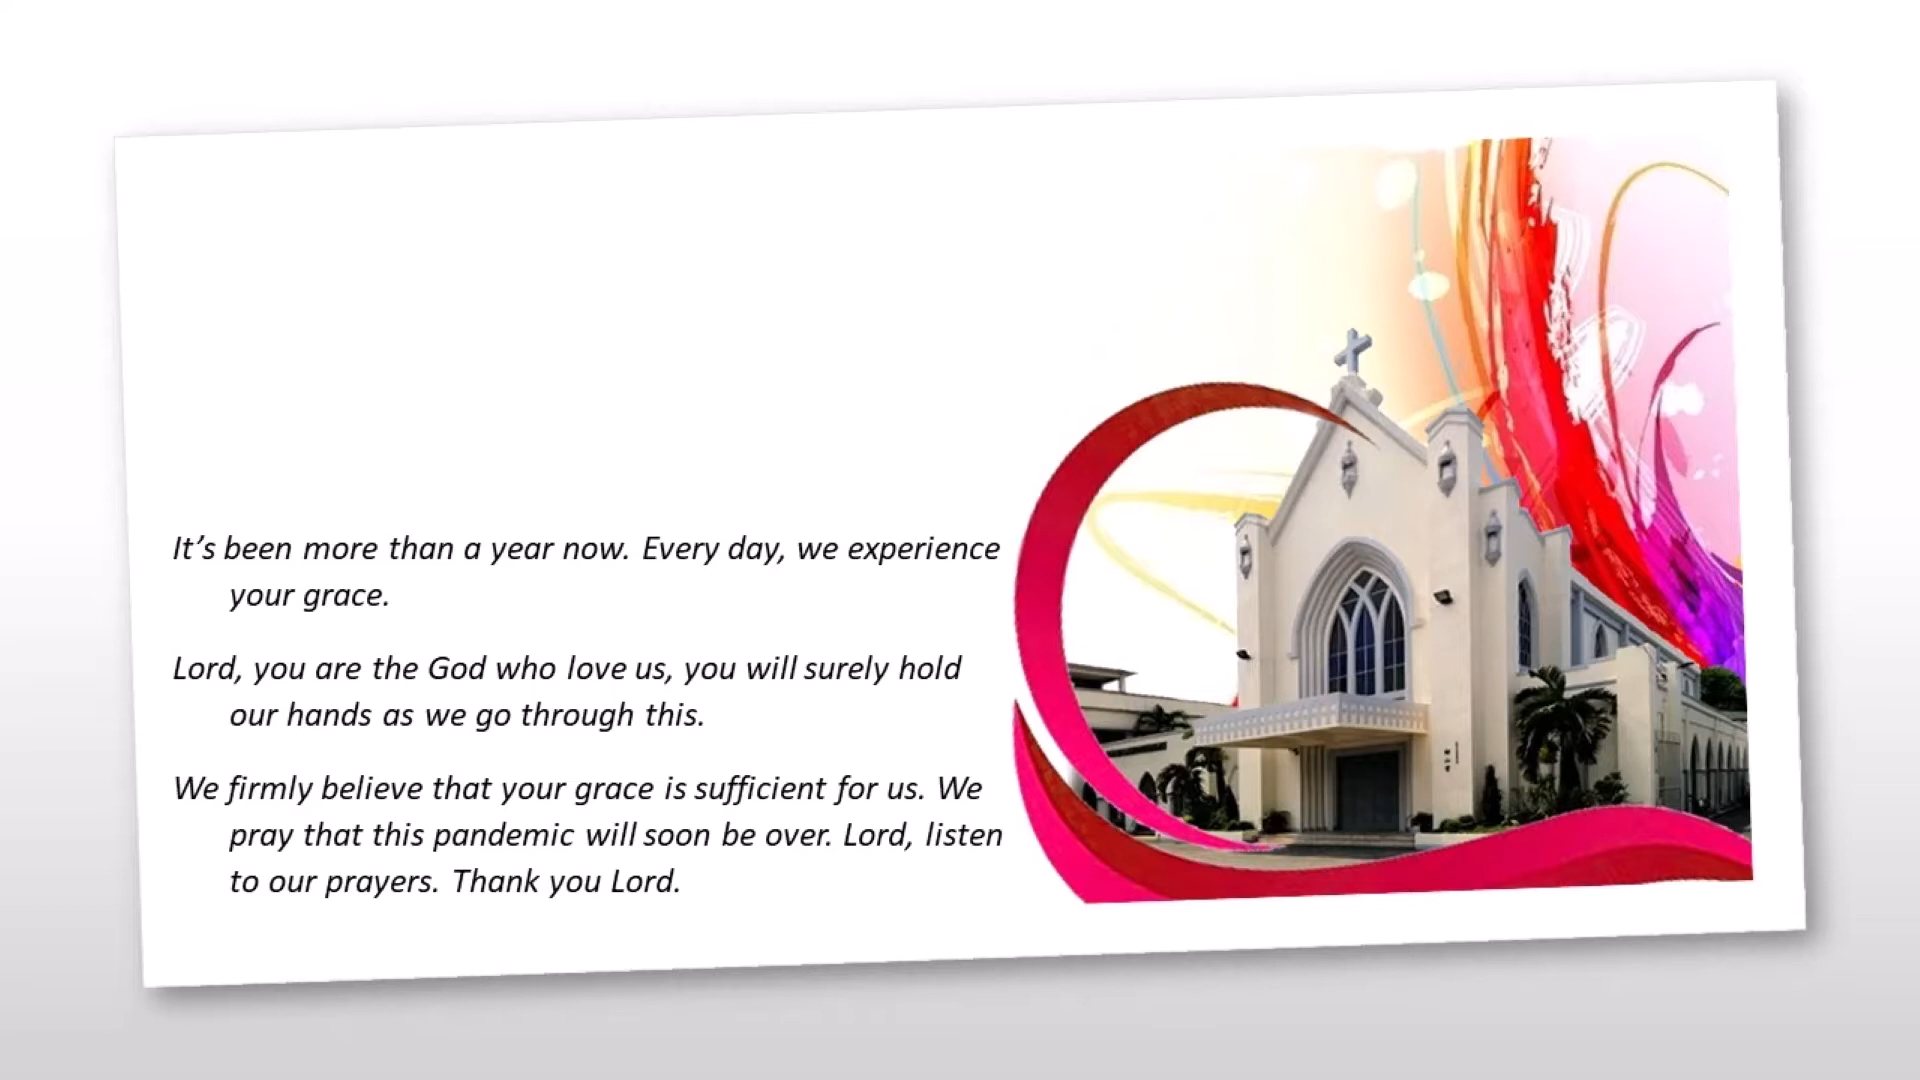 It’s been more than a year now. Every day, we experience
your grace.
Lord, you are the God who love us, you will surely hold
our hands as we go through this.
We firmly believe that your grace is sufficient for us. We
pray that this pandemic will soon be over. Lord, listen
to our prayers. Thank you Lord.